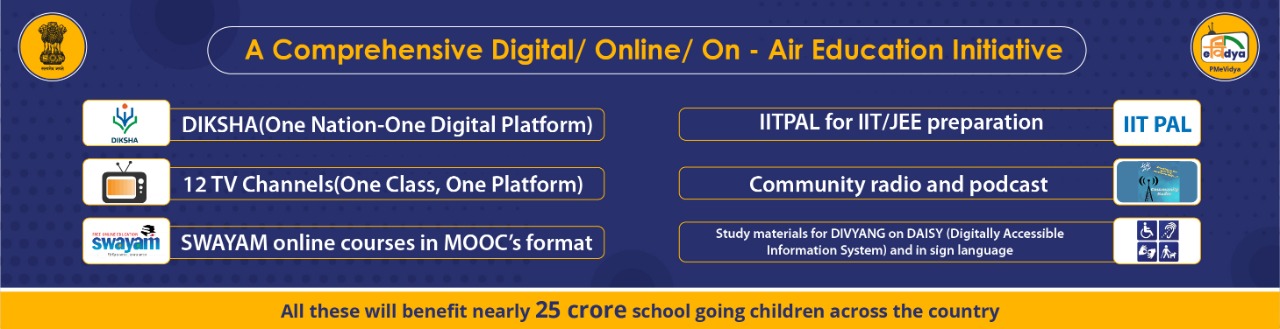 A Comprehensive Digital/ Online/ On - Air Education Initiative
PMeVidya
DIKSHA
DIKSHA(One Nation-One Digital Platform)
12 TV Channels(One Class, One Platform)
swayam
SWAYAM online courses in MOOC's format
IITPAL for IIT/JEE preparation
IIT PAL
Community radio and podcast
Study materials for DIVYANG on DAISY (Digitally Accessible
Information System) and in sign language
All these will benefit nearly 25 crore school going children across the country